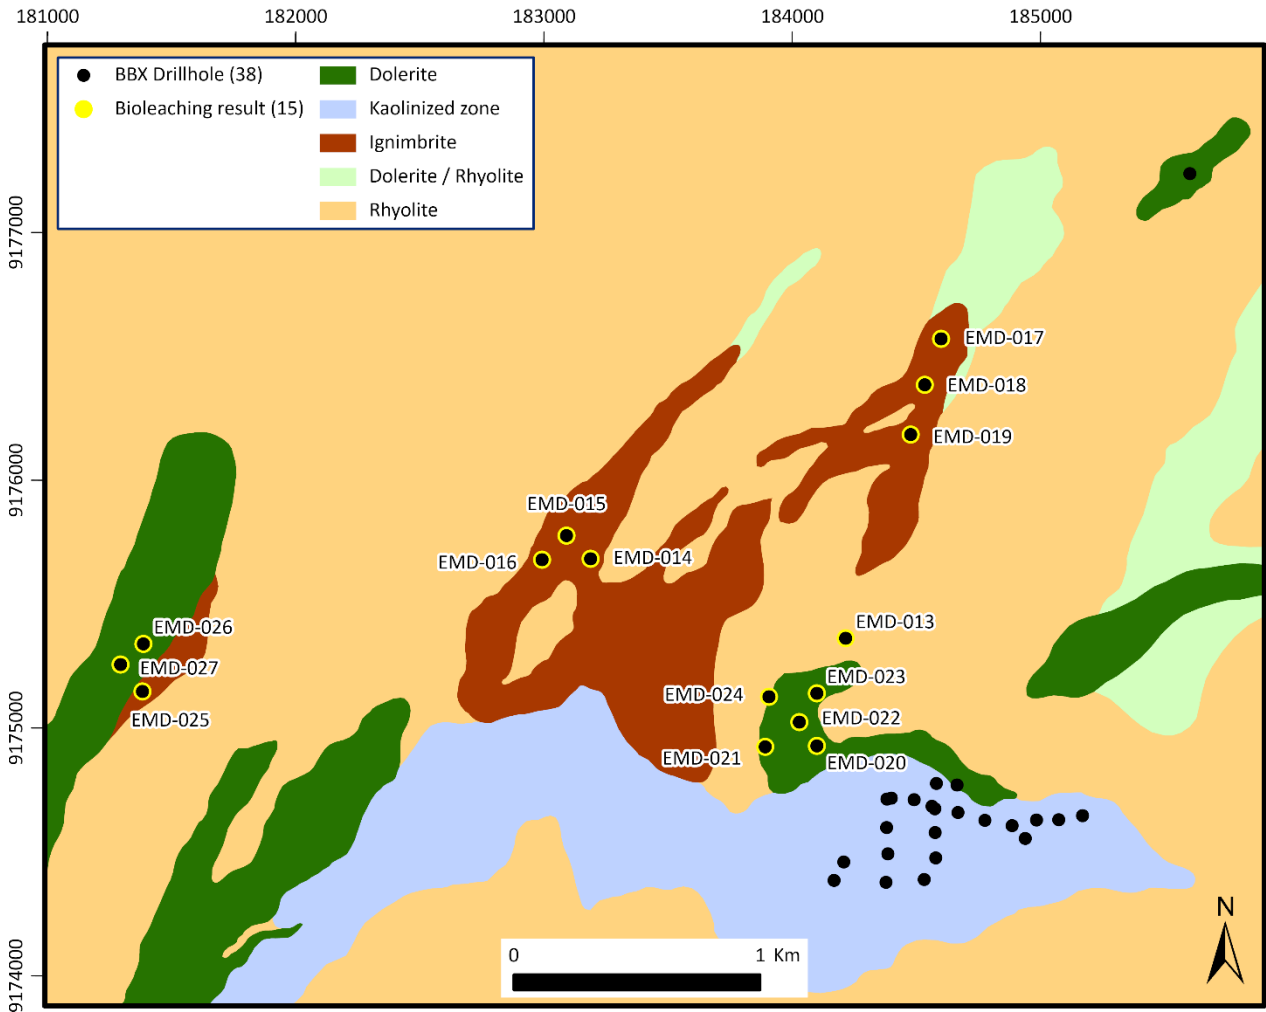 181000
182000
183000
184000
185000
BBX Drillhole (38)
Bioleaching result (15)
Dolerite
Kaolinized zone
Ignimbrite
Dolerite / Rhyolite
Rhyolite
9177000
9176000
9175000
9174000
EMD-017
EMD-018
EMD-019
EMD-015
EMD-016
EMD-014
EMD-013
EMD-026
EMD-027
EMD-025
EMD-023
EMD-024
EMD-022
EMD-021
EMD-020
N
0
1 Km